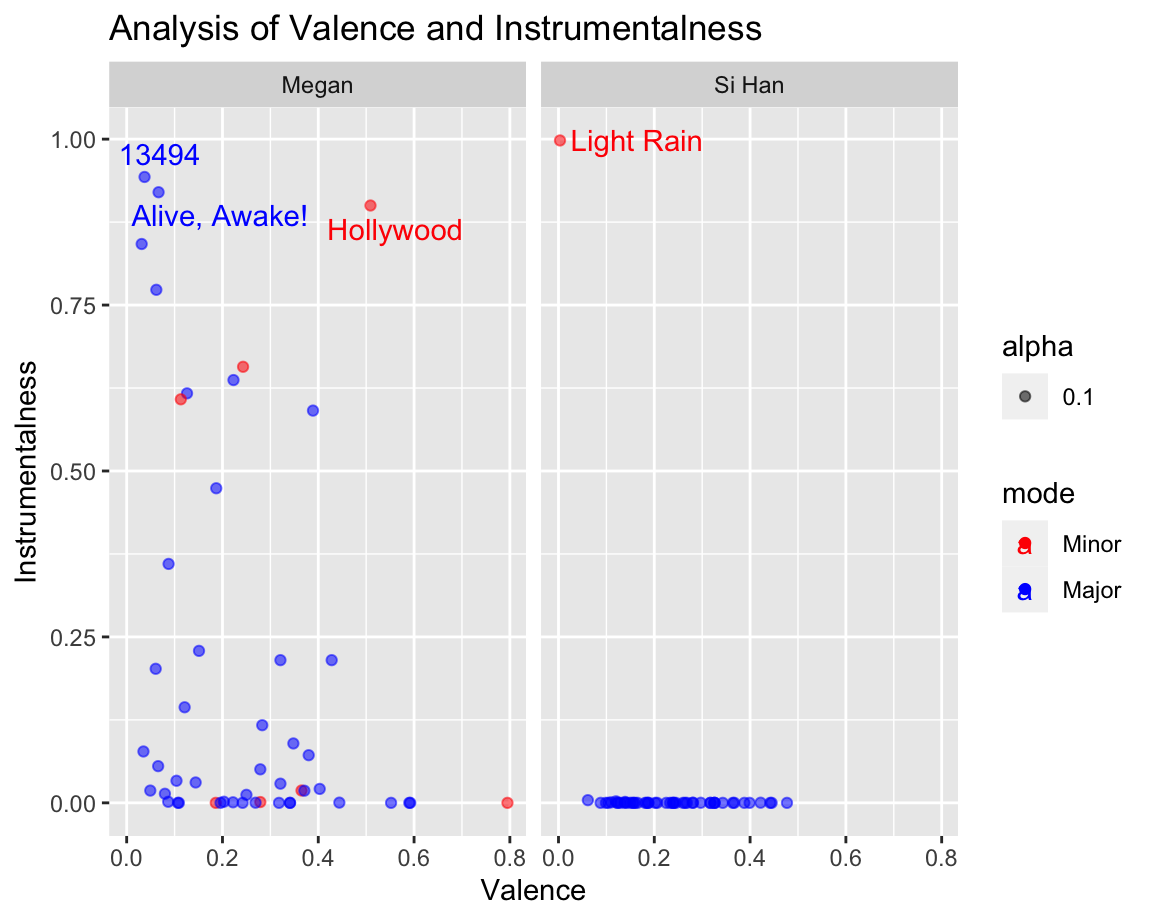 Analysis of Valence and Instrumentalness
Megan
Si Han
1.00
0.75
0.50
0.25
0.00
Instrumentalness
13494
Alive, Awake!
Hollywood
Light Rain
0.0 0.2 0.4 0.6 0.8
0.0 0.2 0.4 0.6 0.8
Valence
alpha
0.1
mode
a Minor
a Major